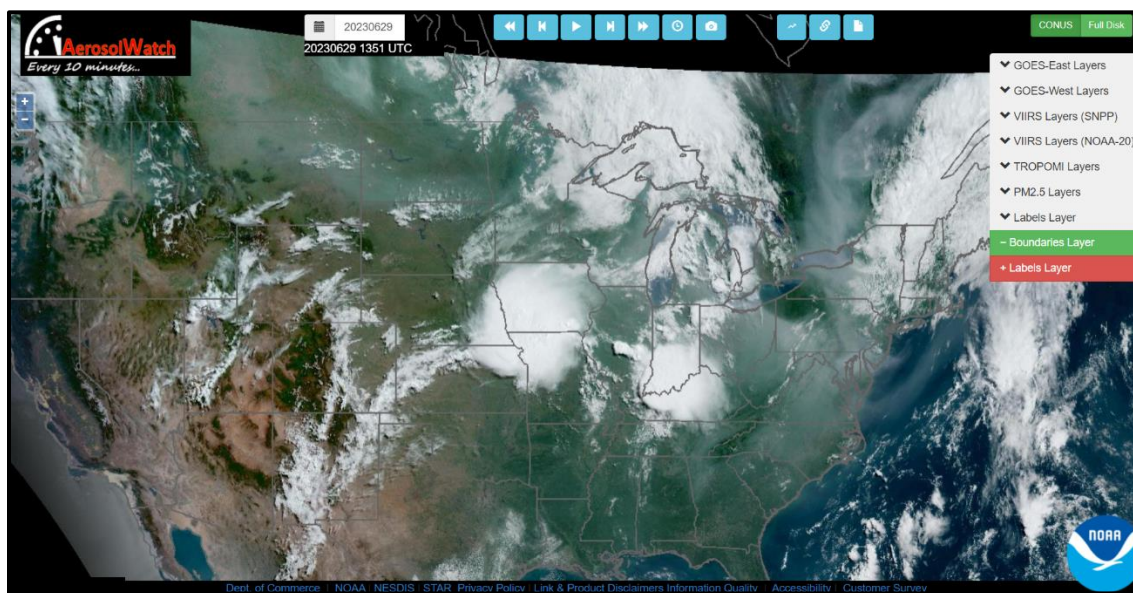 AerosolWatch
Every 10 minutes...
20230629
20230629 1351 UTC
CONUS Full Disk
GOES-East Layers
GOES-West Layers
VIIRS Layers (SNPP)
VIIRS Layers (NOAA-20)
TROPOMI Layers
PM2.5 Layers
Labels Layer
− Boundaries Layer
+ Labels Layer
+
−
NOAA
Dept. of Commerce | NOAA | NESDIS | STAR Privacy Policy | Link & Product Disclaimers Information Quality | Accessibility | Customer Survey